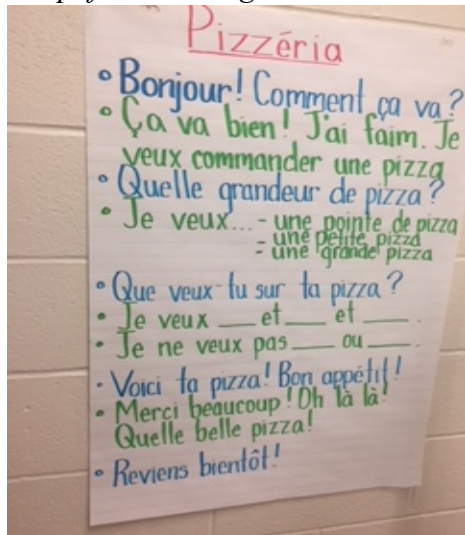 Pizzéria
• Bonjour! Comment ça va?
• Ça va bien! J'ai faim. Je
veux commander une pizza
• Quelle grandeur de pizza?
• Je veux... - une pointe de pizza
- une petite pizza
- une grande pizza
• Que veux-tu sur ta pizza?
• Je veux ___ et ___ et ___.
• Je ne veux pas ___ ou ___.
• Voici ta pizza! Bon appétit!
• Merci beaucoup! Oh là là!
Quelle belle pizza!
• Reviens bientôt!